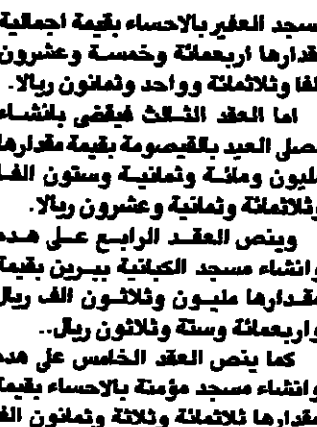 مسجد العفير بالاحساء بقيمة اجمالية
مقدارها اربعمائة وخمسة وعشرون
الفا وثلاثمائة وواحد وثمانون ريالا.
اما العقد الثالث فيقضي بانشاء
مصلى العيد بالقيصومة بقيمة مقدارها
مليون ومائة وثمانية وستون الفا
وثلاثمائة وثمانية وعشرون ريالا.
وينص العقد الرابع على هدم
وانشاء مسجد الكباتية بيبرين بقيمة
مقدارها مليون وثلاثون الف ريال
واربعمائة وستة وثلاثون ريال..
كما ينص العقد الخامس على هدم
وانشاء مسجد مؤمنة بالاحساء بقيمة
مقدارها ثلاثمائة وثلاثة وثمانون الف